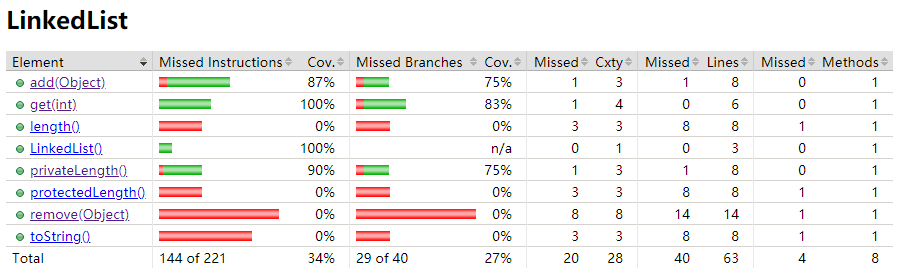 LinkedList
Element Missed Instructions Cov. Missed Branches Cov. Missed Cxty Missed Lines Missed Methods
add(Object) 87% 75% 1 3 1 8 0 1
get(int) 100% 83% 1 4 0 6 0 1
length() 0% 0% 3 3 8 8 1 1
LinkedList() 100% n/a 0 1 0 3 0 1
privateLength() 90% 75% 1 3 1 8 0 1
protectedLength() 0% 0% 3 3 8 8 1 1
remove(Object) 0% 0% 8 8 14 14 1 1
toString() 0% 0% 3 3 8 8 1 1
Total 144 of 221 34% 29 of 40 27% 20 28 40 63 4 8